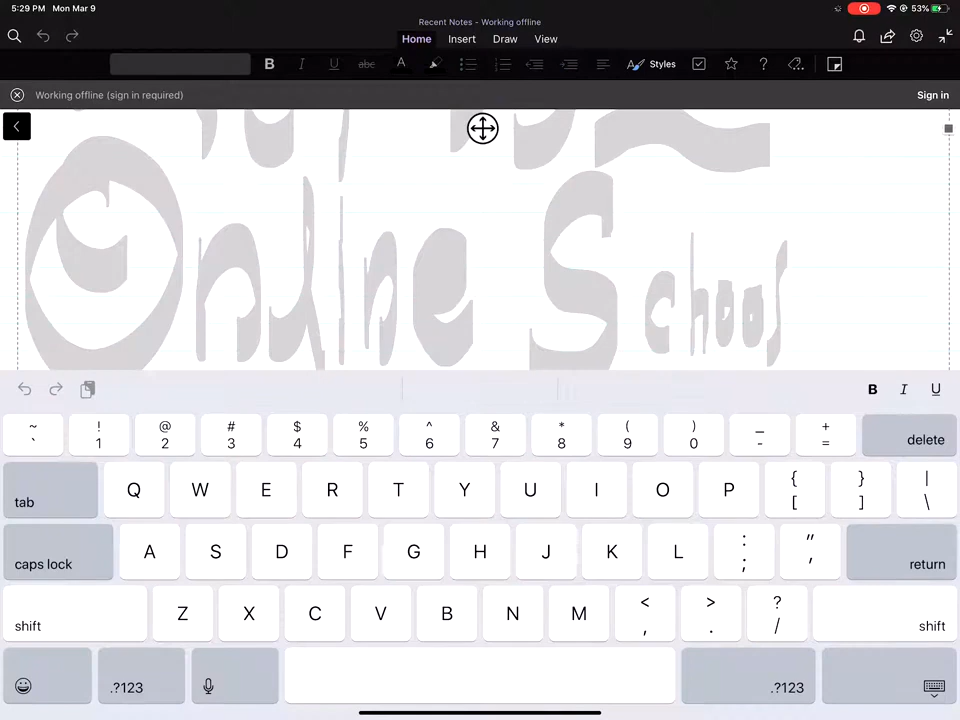 5:29 PM Mon Mar 9
53%
Recent Notes - Working offline
Home Insert Draw View
B I U abc A Styles ?
Working offline (sign in required) Sign in
Online School
B I U
~ ! @ # $ % ^ & * ( ) _ +
` 1 2 3 4 5 6 7 8 9 0 - = delete
tab Q W E R T Y U I O P { [ } ] | \
caps lock A S D F G H J K L : ; " ' return
shift Z X C V B N M < , > . ? / shift
.?123 .?123